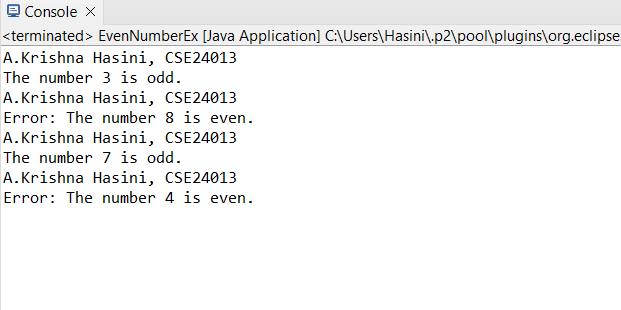 Console
<terminated> EvenNumberEx [Java Application] C:\Users\Hasini\.p2\pool\plugins\org.eclipse.
A.Krishna Hasini, CSE24013
The number 3 is odd.
A.Krishna Hasini, CSE24013
Error: The number 8 is even.
A.Krishna Hasini, CSE24013
The number 7 is odd.
A.Krishna Hasini, CSE24013
Error: The number 4 is even.